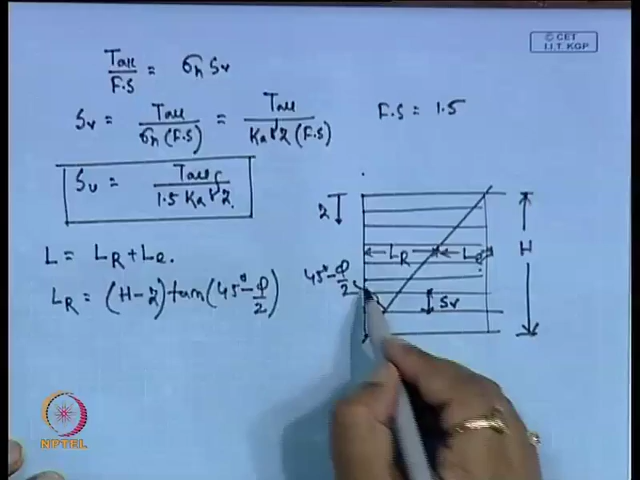 © CET
I.I.T. KGP
Tall/F.S = σh Sv
Sv = Tall/σh (F.S) = Tall/Ka γ z (F.S)
F.S = 1.5
Sv = Tall/1.5 Ka γ z.
L = LR + Le.
LR = (H-z) tan (45° - φ/2)
z
LR
Le
H
45° - φ/2
Sv
NPTEL